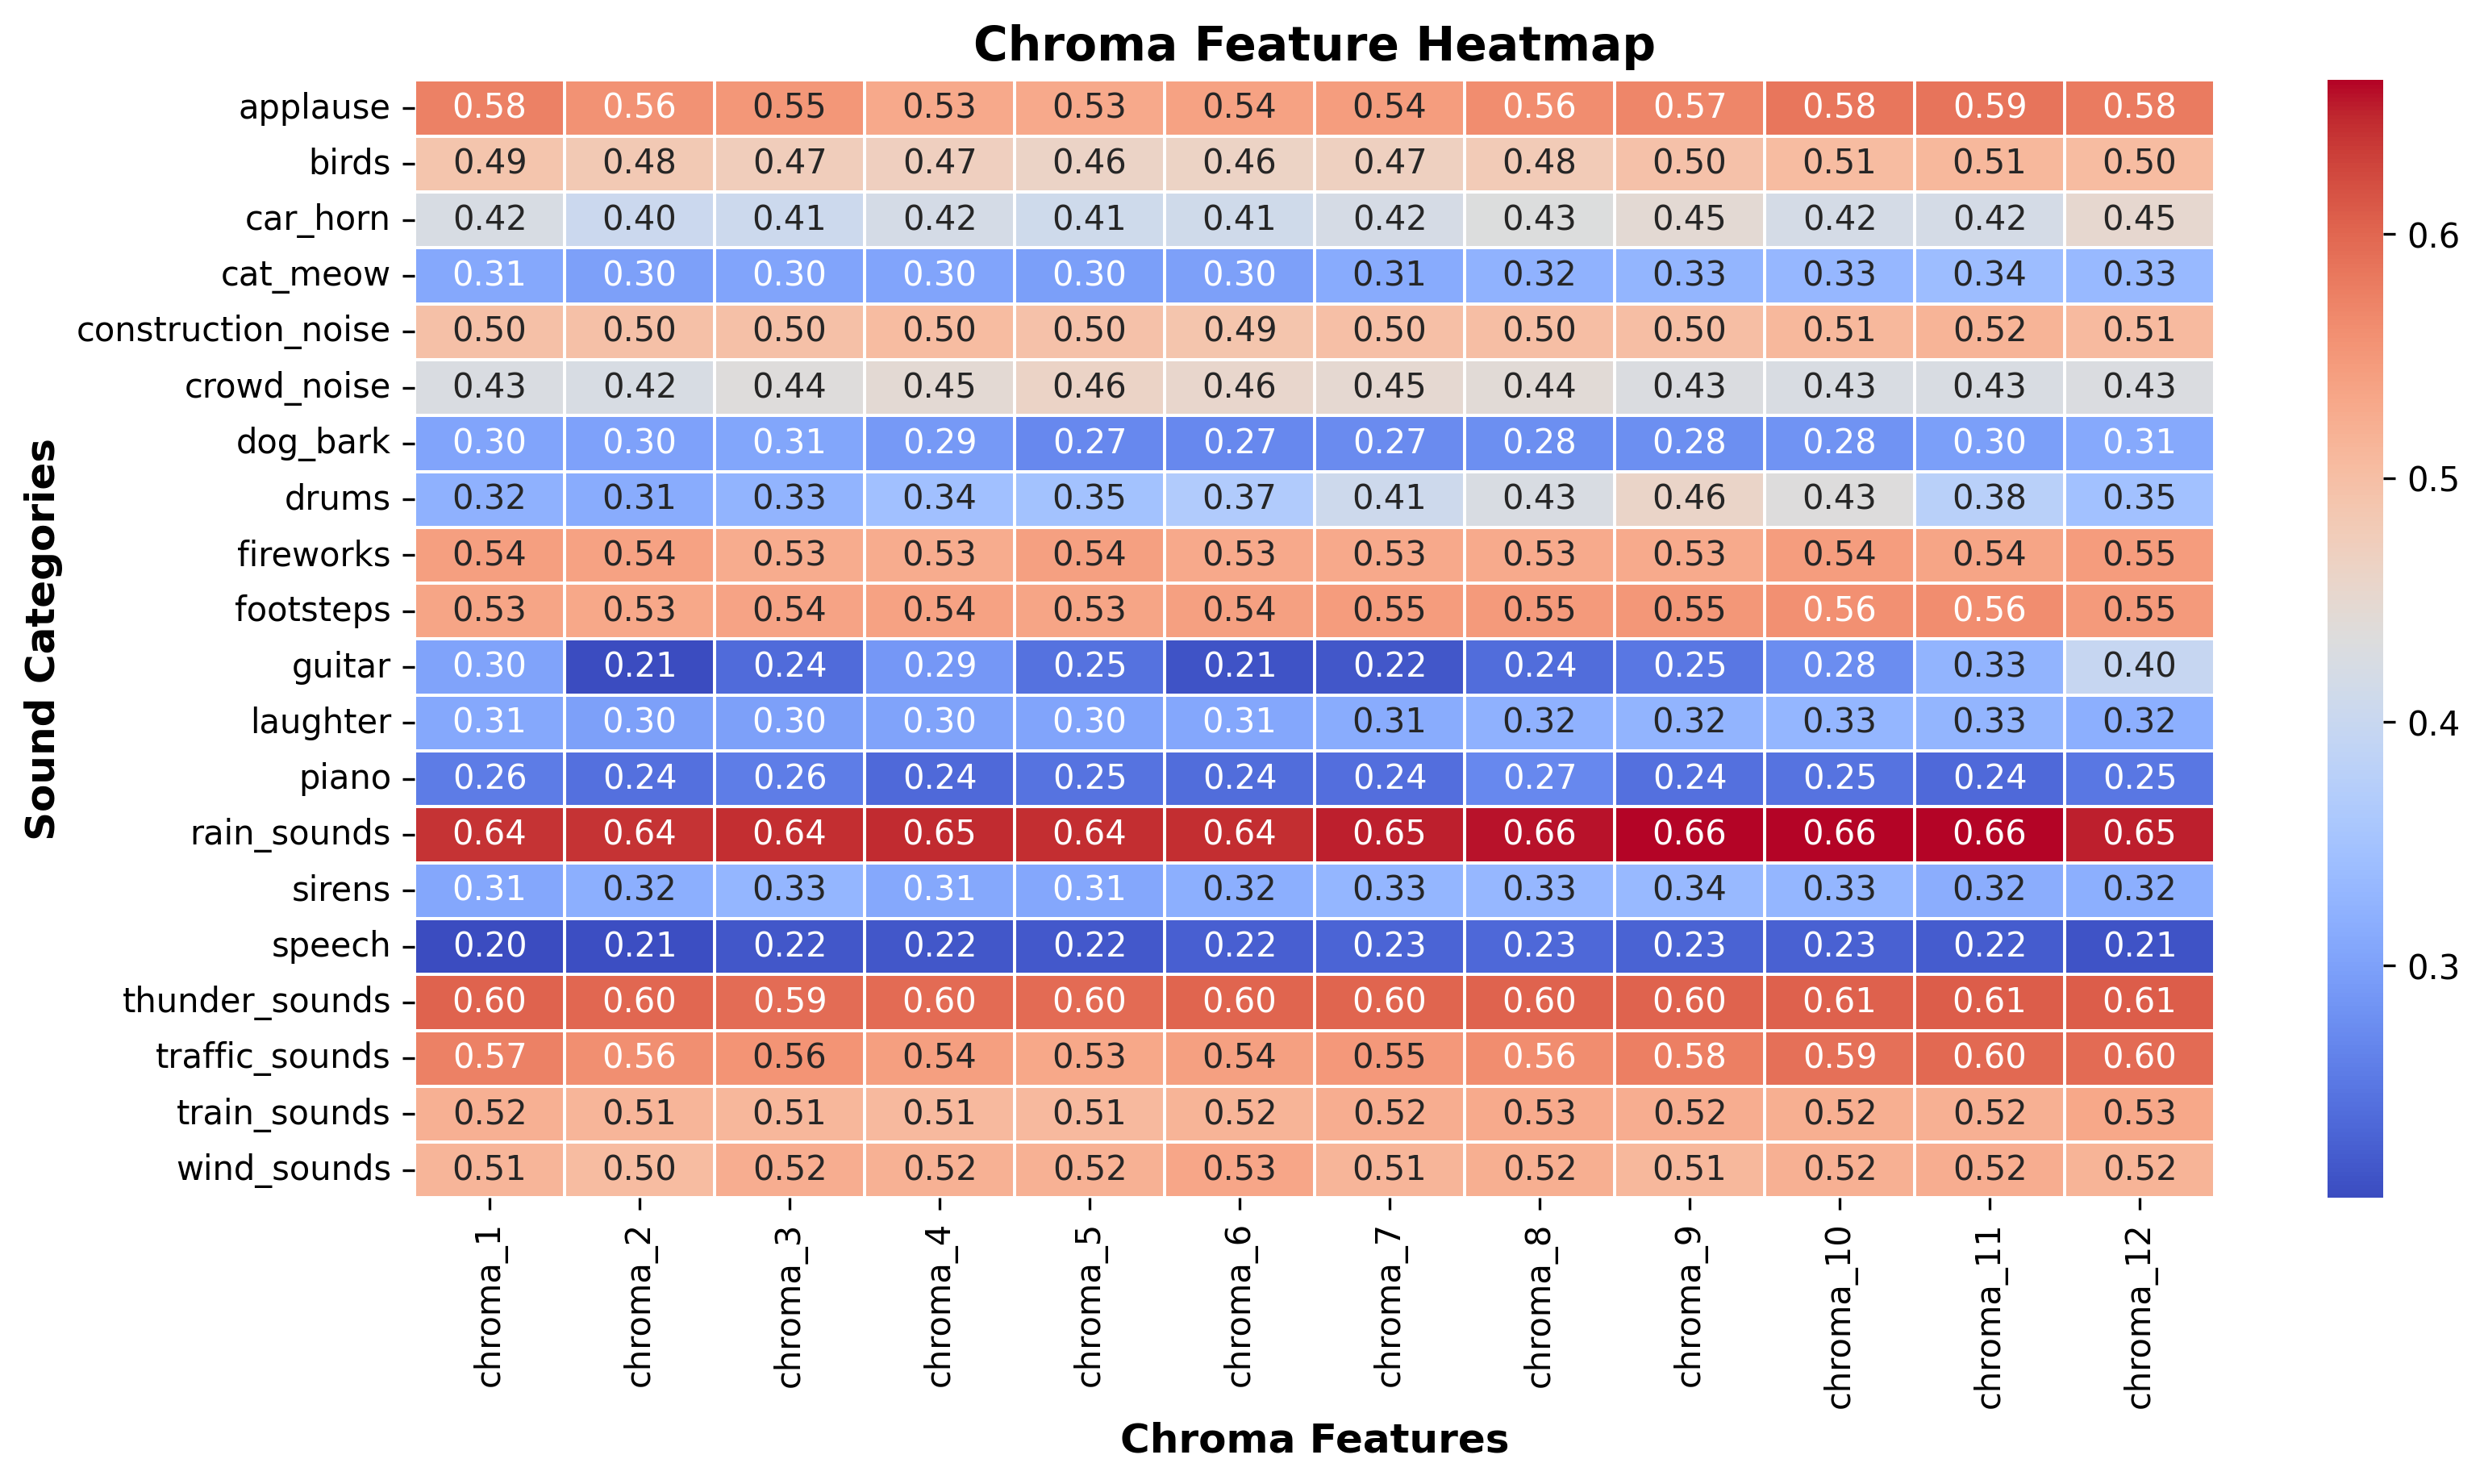 Chroma Feature Heatmap
Sound Categories
applause 0.58 0.56 0.55 0.53 0.53 0.54 0.54 0.56 0.57 0.58 0.59 0.58
birds 0.49 0.48 0.47 0.47 0.46 0.46 0.47 0.48 0.50 0.51 0.51 0.50
car_horn 0.42 0.40 0.41 0.42 0.41 0.41 0.42 0.43 0.45 0.42 0.42 0.45
cat_meow 0.31 0.30 0.30 0.30 0.30 0.30 0.31 0.32 0.33 0.33 0.34 0.33
construction_noise 0.50 0.50 0.50 0.50 0.50 0.49 0.50 0.50 0.50 0.51 0.52 0.51
crowd_noise 0.43 0.42 0.44 0.45 0.46 0.46 0.45 0.44 0.43 0.43 0.43 0.43
dog_bark 0.30 0.30 0.31 0.29 0.27 0.27 0.27 0.28 0.28 0.28 0.30 0.31
drums 0.32 0.31 0.33 0.34 0.35 0.37 0.41 0.43 0.46 0.43 0.38 0.35
fireworks 0.54 0.54 0.53 0.53 0.54 0.53 0.53 0.53 0.53 0.54 0.54 0.55
footsteps 0.53 0.53 0.54 0.54 0.53 0.54 0.55 0.55 0.55 0.56 0.56 0.55
guitar 0.30 0.21 0.24 0.29 0.25 0.21 0.22 0.24 0.25 0.28 0.33 0.40
laughter 0.31 0.30 0.30 0.30 0.30 0.31 0.31 0.32 0.32 0.33 0.33 0.32
piano 0.26 0.24 0.26 0.24 0.25 0.24 0.24 0.27 0.24 0.25 0.24 0.25
rain_sounds 0.64 0.64 0.64 0.65 0.64 0.64 0.65 0.66 0.66 0.66 0.66 0.65
sirens 0.31 0.32 0.33 0.31 0.31 0.32 0.33 0.33 0.34 0.33 0.32 0.32
speech 0.20 0.21 0.22 0.22 0.22 0.22 0.23 0.23 0.23 0.23 0.22 0.21
thunder_sounds 0.60 0.60 0.59 0.60 0.60 0.60 0.60 0.60 0.60 0.61 0.61 0.61
traffic_sounds 0.57 0.56 0.56 0.54 0.53 0.54 0.55 0.56 0.58 0.59 0.60 0.60
train_sounds 0.52 0.51 0.51 0.51 0.51 0.52 0.52 0.53 0.52 0.52 0.52 0.53
wind_sounds 0.51 0.50 0.52 0.52 0.52 0.53 0.51 0.52 0.51 0.52 0.52 0.52
chroma_1 chroma_2 chroma_3 chroma_4 chroma_5 chroma_6 chroma_7 chroma_8 chroma_9 chroma_10 chroma_11 chroma_12
Chroma Features
0.6
0.5
0.4
0.3